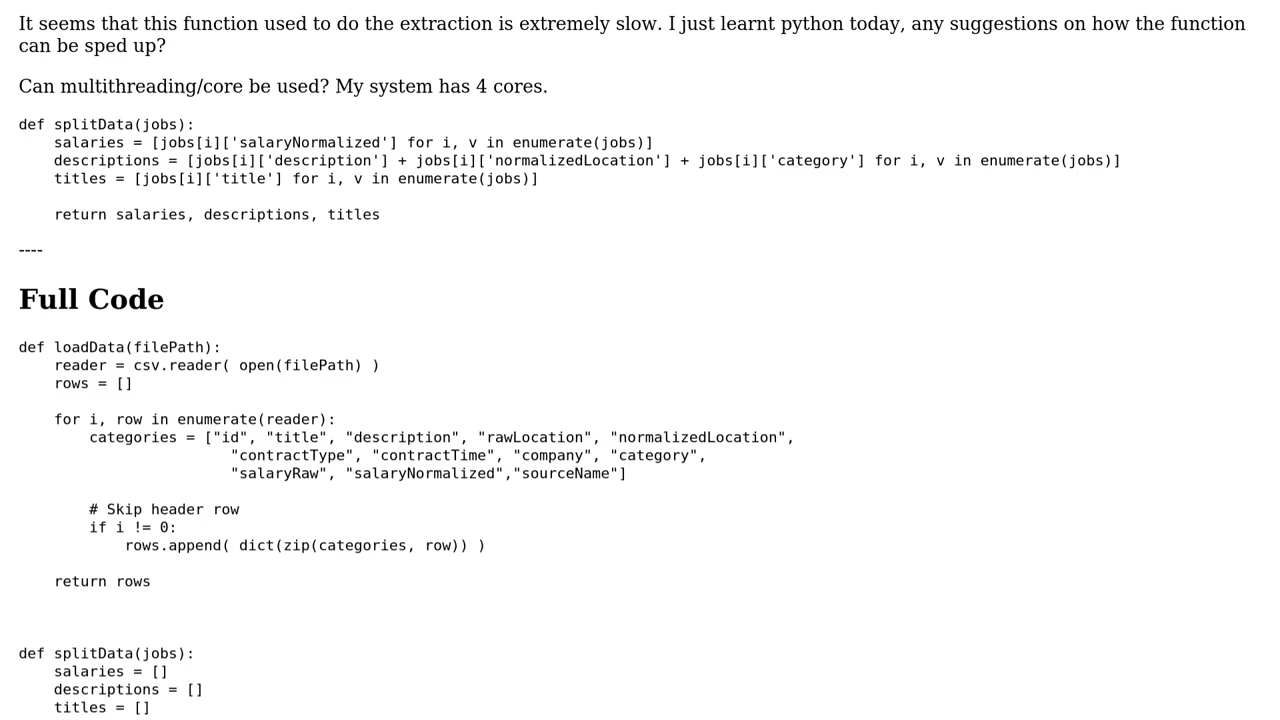 It seems that this function used to do the extraction is extremely slow. I just learnt python today, any suggestions on how the function
can be sped up?
Can multithreading/core be used? My system has 4 cores.
def splitData(jobs):
    salaries = [jobs[i]['salaryNormalized'] for i, v in enumerate(jobs)]
    descriptions = [jobs[i]['description'] + jobs[i]['normalizedLocation'] + jobs[i]['category'] for i, v in enumerate(jobs)]
    titles = [jobs[i]['title'] for i, v in enumerate(jobs)]
    return salaries, descriptions, titles
----
Full Code
def loadData(filePath):
    reader = csv.reader( open(filePath) )
    rows = []
    for i, row in enumerate(reader):
        categories = ["id", "title", "description", "rawLocation", "normalizedLocation",
                        "contractType", "contractTime", "company", "category",
                        "salaryRaw", "salaryNormalized","sourceName"]
        # Skip header row
        if i != 0:
            rows.append( dict(zip(categories, row)) )
    return rows
def splitData(jobs):
    salaries = []
    descriptions = []
    titles = []